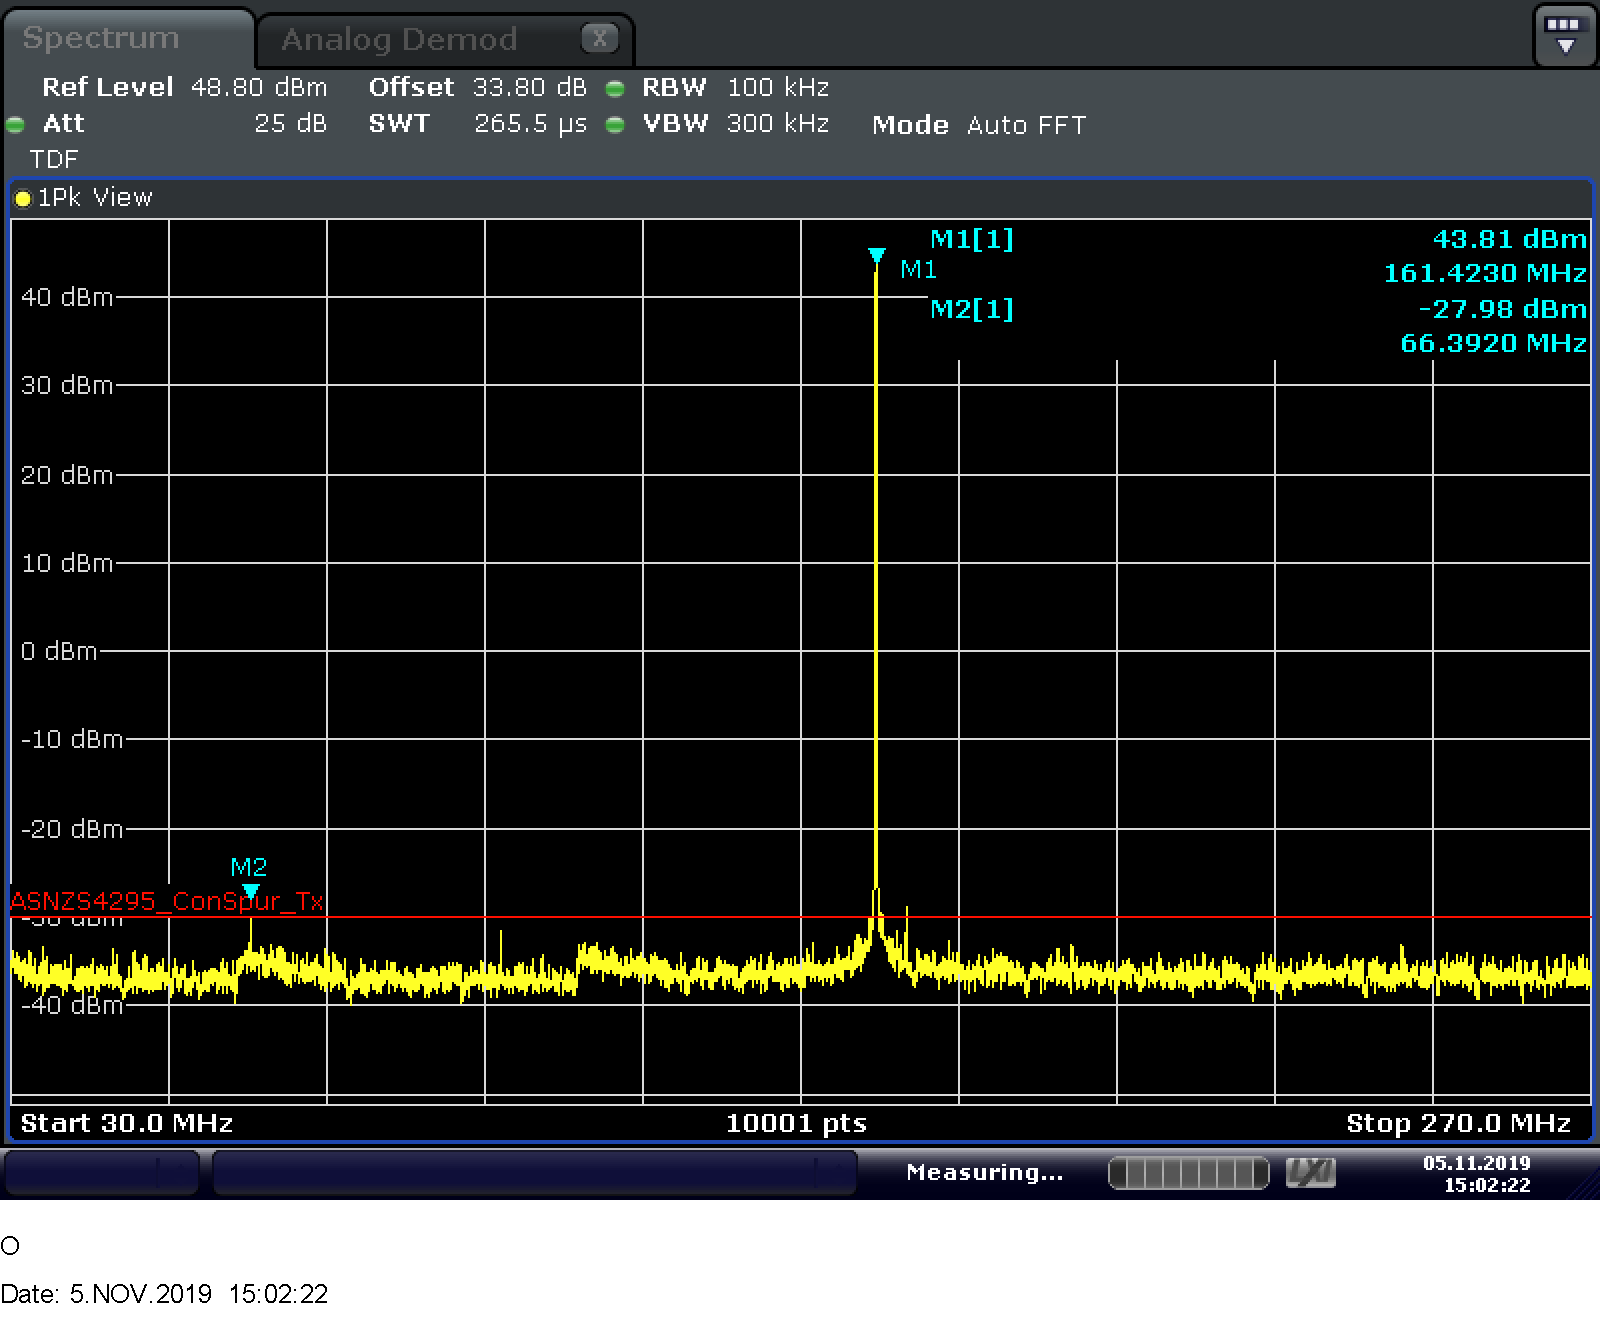 Spectrum
Analog Demod X
Ref Level 48.80 dBm Offset 33.80 dB RBW 100 kHz
Att 25 dB SWT 265.5 µs VBW 300 kHz Mode Auto FFT
TDF
1Pk View
M1[1] 43.81 dBm
161.4230 MHz
M2[1] -27.98 dBm
66.3920 MHz
M1
40 dBm
30 dBm
20 dBm
10 dBm
0 dBm
-10 dBm
-20 dBm
M2
ASNZS4295_ConSpur_Tx
-30 dBm
-40 dBm
Start 30.0 MHz 10001 pts Stop 270.0 MHz
Measuring... LXI 05.11.2019
15:02:22
O
Date: 5.NOV.2019 15:02:22